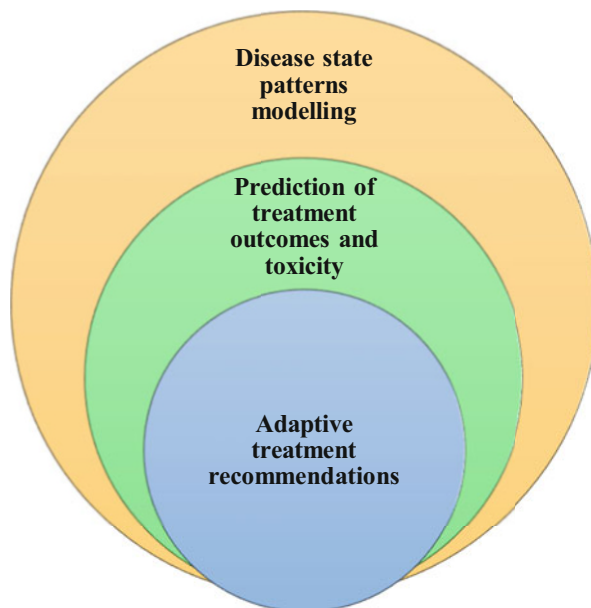 Disease state
patterns
modelling
Prediction of
treatment
outcomes and
toxicity
Adaptive
treatment
recommendations